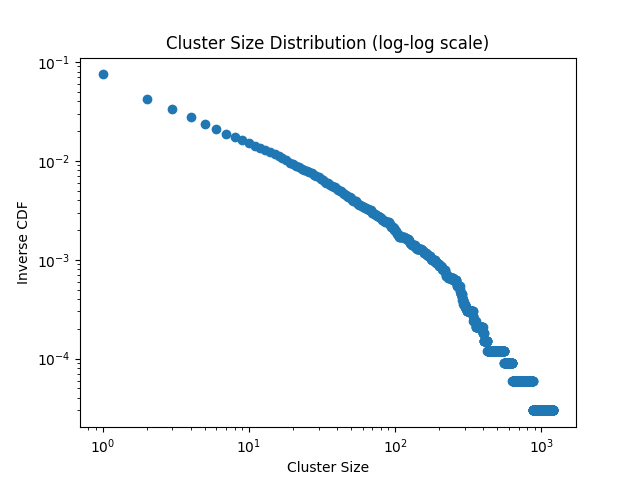 Cluster Size Distribution (log-log scale)
Inverse CDF
10⁻¹
10⁻²
10⁻³
10⁻⁴
10⁰ 10¹ 10² 10³
Cluster Size